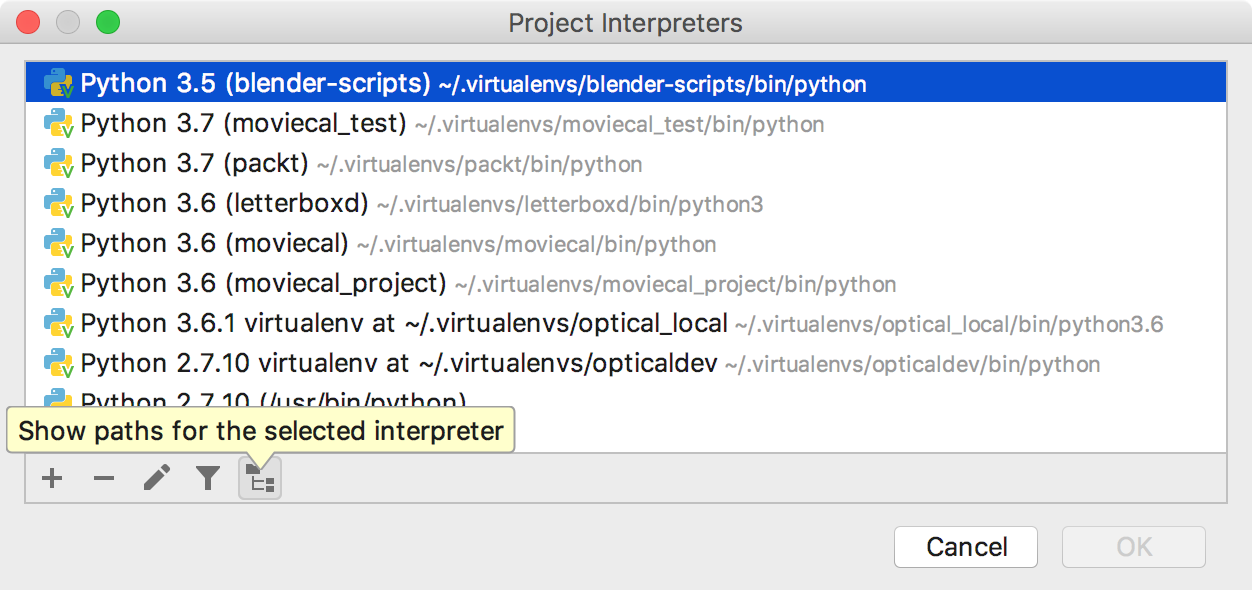 Project Interpreters
Python 3.5 (blender-scripts) ~/.virtualenvs/blender-scripts/bin/python
Python 3.7 (moviecal_test) ~/.virtualenvs/moviecal_test/bin/python
Python 3.7 (packt) ~/.virtualenvs/packt/bin/python
Python 3.6 (letterboxd) ~/.virtualenvs/letterboxd/bin/python3
Python 3.6 (moviecal) ~/.virtualenvs/moviecal/bin/python
Python 3.6 (moviecal_project) ~/.virtualenvs/moviecal_project/bin/python
Python 3.6.1 virtualenv at ~/.virtualenvs/optical_local ~/.virtualenvs/optical_local/bin/python3.6
Python 2.7.10 virtualenv at ~/.virtualenvs/opticaldev ~/.virtualenvs/opticaldev/bin/python
Python 2.7.10 (/usr/bin/python)
Show paths for the selected interpreter
Cancel
OK